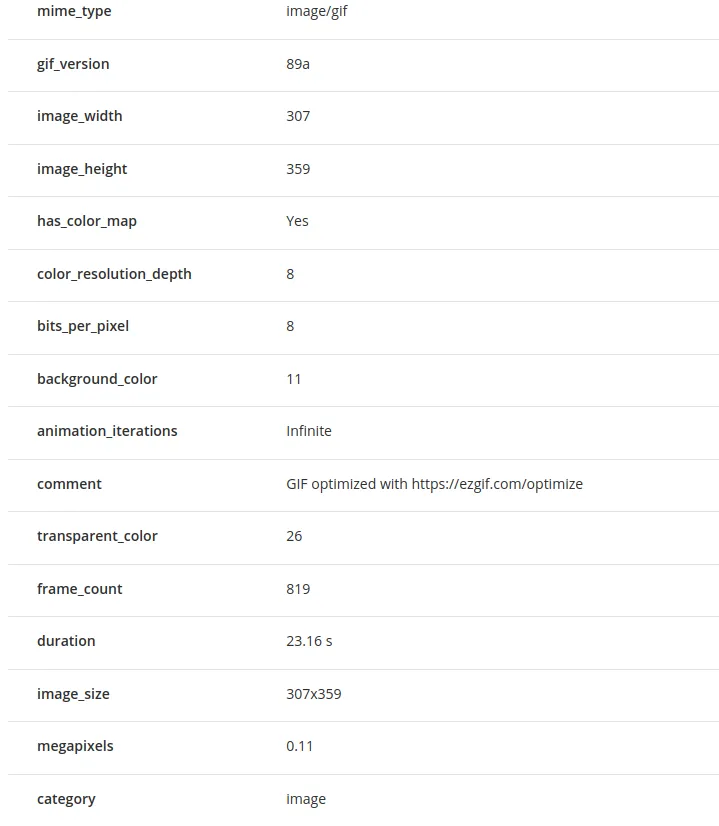 mime_type image/gif
gif_version 89a
image_width 307
image_height 359
has_color_map Yes
color_resolution_depth 8
bits_per_pixel 8
background_color 11
animation_iterations Infinite
comment GIF optimized with https://ezgif.com/optimize
transparent_color 26
frame_count 819
duration 23.16 s
image_size 307x359
megapixels 0.11
category image